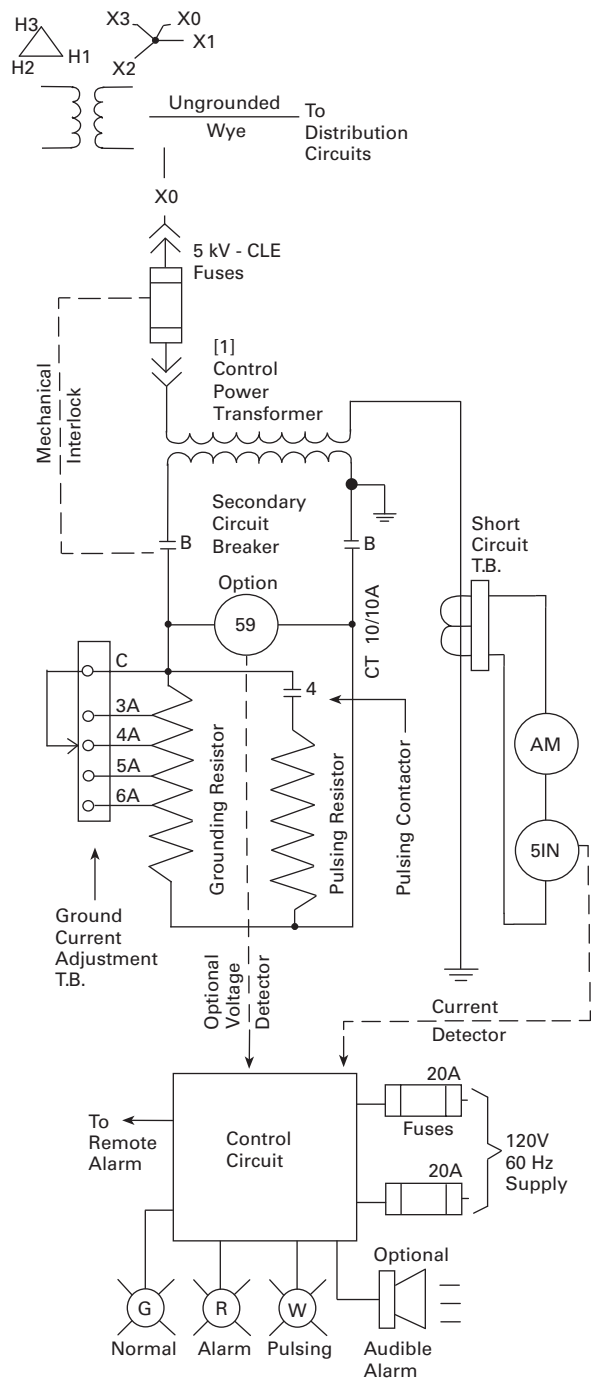 H3
H1
H2
X3
X0
X1
X2
Ungrounded
Wye
To
Distribution
Circuits
X0
5 kV - CLE
Fuses
Mechanical
Interlock
[1]
Control
Power
Transformer
Secondary
Circuit
Breaker
B
B
Short
Circuit
T.B.
Option
59
CT 10/10A
C
3A
4A
5A
6A
4
Grounding Resistor
Pulsing Resistor
Pulsing Contactor
AM
5IN
Ground
Current
Adjustment
T.B.
Optional
Voltage
Detector
Current
Detector
To
Remote
Alarm
Control
Circuit
20A
Fuses
20A
120V
60 Hz
Supply
G
Normal
R
Alarm
W
Pulsing
Optional
Audible
Alarm